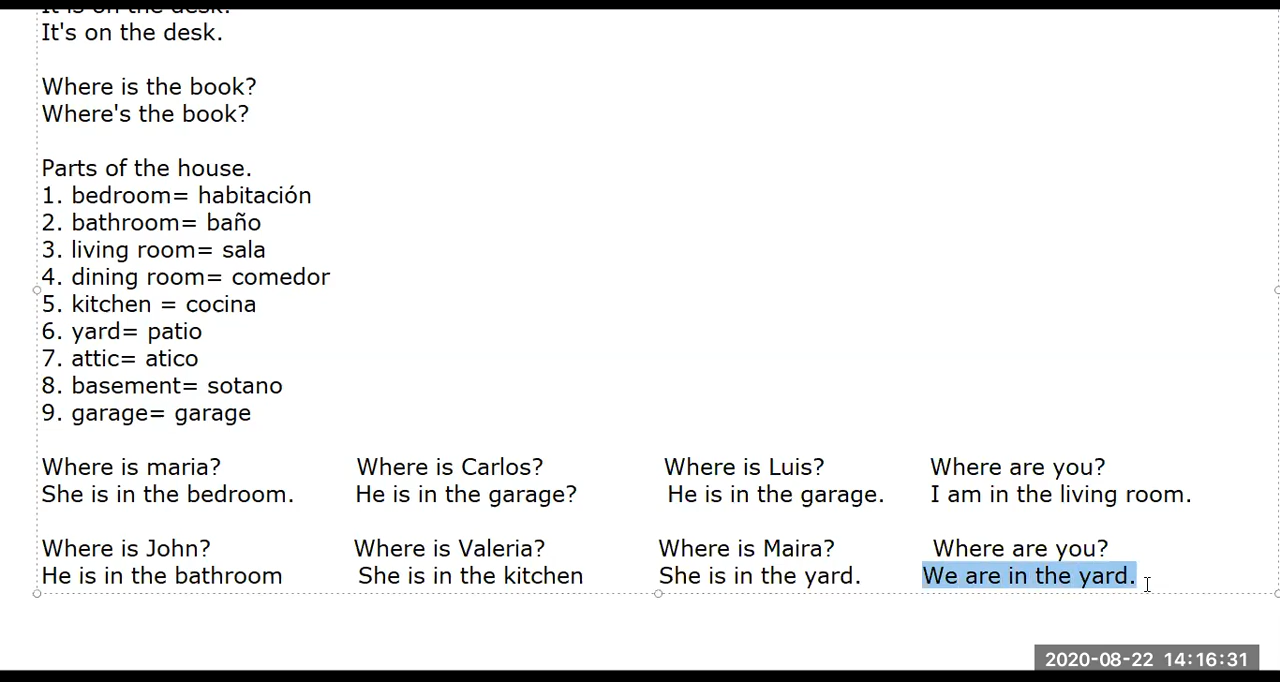 It is on the desk.
It's on the desk.
Where is the book?
Where's the book?
Parts of the house.
1. bedroom= habitación
2. bathroom= baño
3. living room= sala
4. dining room= comedor
5. kitchen = cocina
6. yard= patio
7. attic= atico
8. basement= sotano
9. garage= garage
Where is maria? Where is Carlos? Where is Luis? Where are you?
She is in the bedroom. He is in the garage? He is in the garage. I am in the living room.
Where is John? Where is Valeria? Where is Maira? Where are you?
He is in the bathroom She is in the kitchen She is in the yard. We are in the yard.
2020-08-22 14:16:31